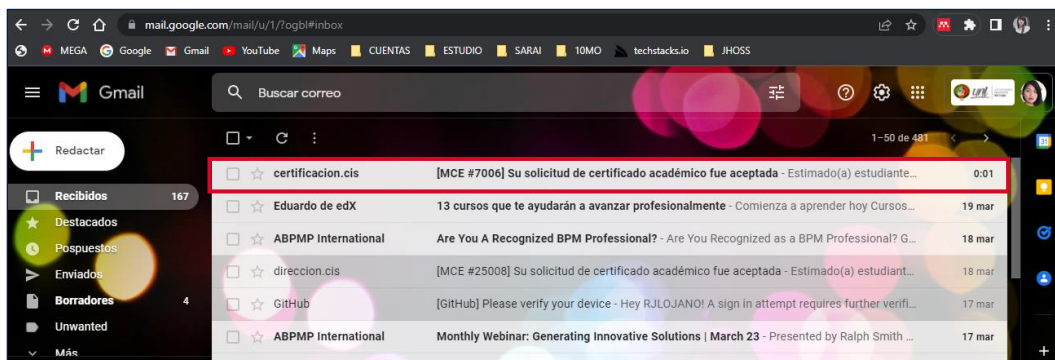 mail.google.com/mail/u/1/?ogbl#inbox
MEGA Google Gmail YouTube Maps CUENTAS ESTUDIO SARAI 10MO techstacks.io JHOSS
Gmail
Buscar correo
unl
Redactar
1–50 de 481
31
certificacion.cis [MCE #7006] Su solicitud de certificado académico fue aceptada - Estimado(a) estudiante... 0:01
Recibidos 167
Eduardo de edX 13 cursos que te ayudarán a avanzar profesionalmente - Comienza a aprender hoy Cursos... 19 mar
Destacados
ABPMP International Are You A Recognized BPM Professional? - Are You Recognized as a BPM Professional? G... 18 mar
Pospuestos
direccion.cis [MCE #25008] Su solicitud de certificado académico fue aceptada - Estimado(a) estudiant... 18 mar
Enviados
Borradores 4
GitHub [GitHub] Please verify your device - Hey RJLOJANO! A sign in attempt requires further verifi... 17 mar
Unwanted
ABPMP International Monthly Webinar: Generating Innovative Solutions | March 23 - Presented by Ralph Smith ... 17 mar
Más